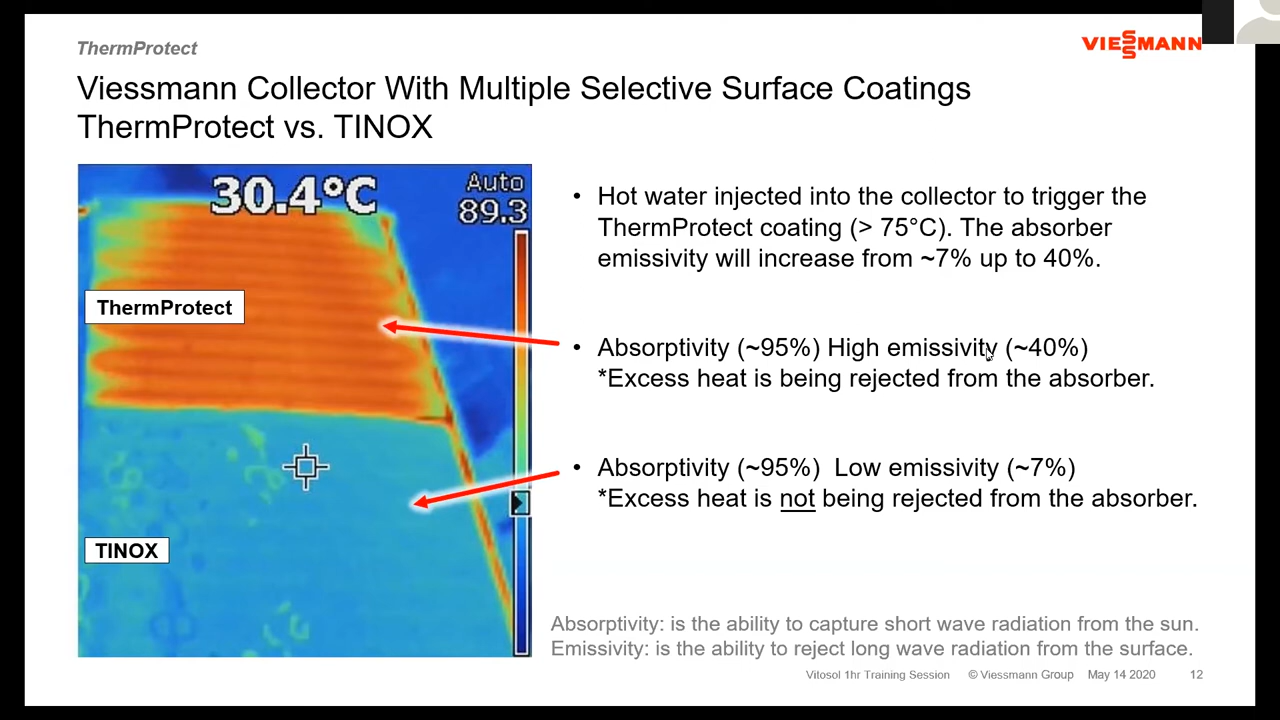 ThermProtect
VIESSMANN
Viessmann Collector With Multiple Selective Surface Coatings
ThermProtect vs. TINOX
30.4°C
Auto
89.3
ThermProtect
TINOX
• Hot water injected into the collector to trigger the
ThermProtect coating (> 75°C). The absorber
emissivity will increase from ~7% up to 40%.
• Absorptivity (~95%) High emissivity (~40%)
*Excess heat is being rejected from the absorber.
• Absorptivity (~95%)  Low emissivity (~7%)
*Excess heat is not being rejected from the absorber.
Absorptivity: is the ability to capture short wave radiation from the sun.
Emissivity: is the ability to reject long wave radiation from the surface.
Vitosol 1hr Training Session © Viessmann Group May 14 2020 12